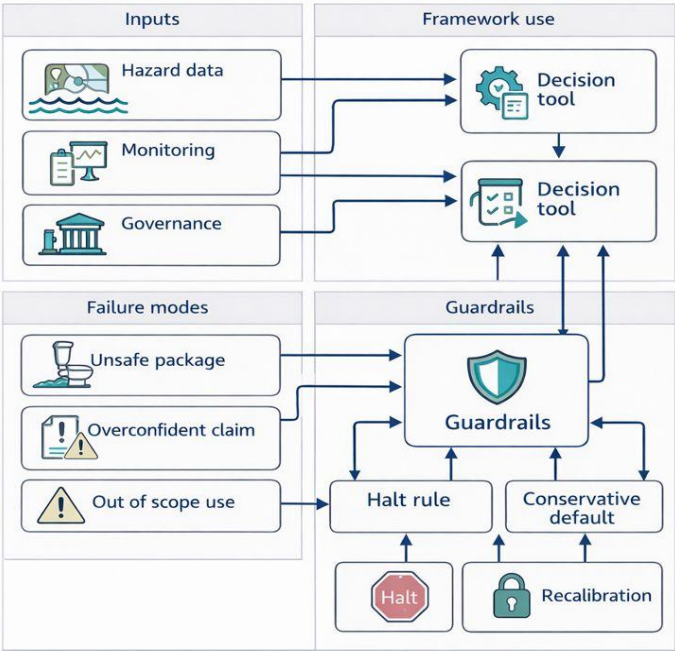 Inputs
Framework use
Hazard data
Decision
tool
Monitoring
Decision
tool
Governance
Failure modes
Guardrails
Unsafe package
Guardrails
Overconfident claim
Out of scope use
Halt rule
Conservative
default
Halt
Recalibration